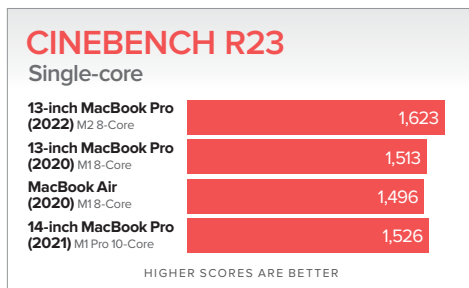 CINEBENCH R23
Single-core
13-inch MacBook Pro
(2022) M2 8-Core
1,623
13-inch MacBook Pro
(2020) M1 8-Core
1,513
MacBook Air
(2020) M1 8-Core
1,496
14-inch MacBook Pro
(2021) M1 Pro 10-Core
1,526
HIGHER SCORES ARE BETTER